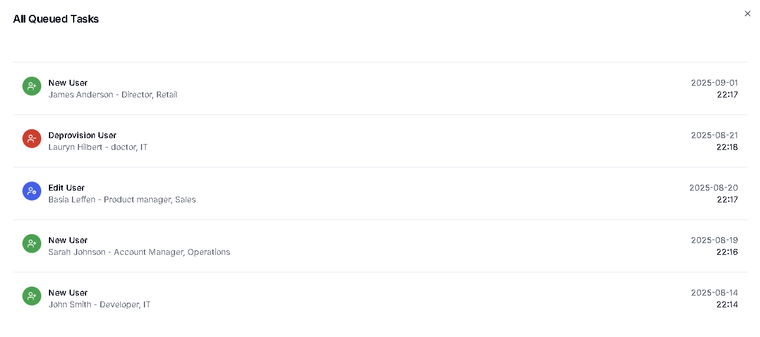 All Queued Tasks
New User
2025-09-01
James Anderson - Director, Retail
22:17
Deprovision User
2025-08-21
Lauryn Hilbert - doctor, IT
22:18
Edit User
2025-08-20
Basia Leffen - Product manager, Sales
22:17
New User
2025-08-19
Sarah Johnson - Account Manager, Operations
22:16
New User
2025-08-14
John Smith - Developer, IT
22:14